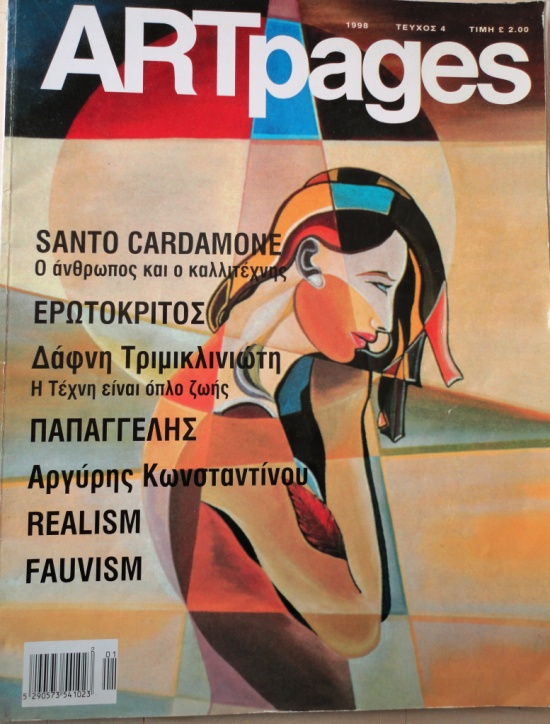 ARTpages
1998 ΤΕΥΧΟΣ 4 ΤΙΜΗ £ 2.00
SANTO CARDAMONE
Ο άνθρωπος και ο καλλιτέχνης
ΕΡΩΤΟΚΡΙΤΟΣ
Δάφνη Τριμικλινιώτη
Η Τέχνη είναι όπλο ζωής
ΠΑΠΑΓΓΕΛΗΣ
Αργύρης Κωνσταντίνου
REALISM
FAUVISM
2 01
5 290573 541023